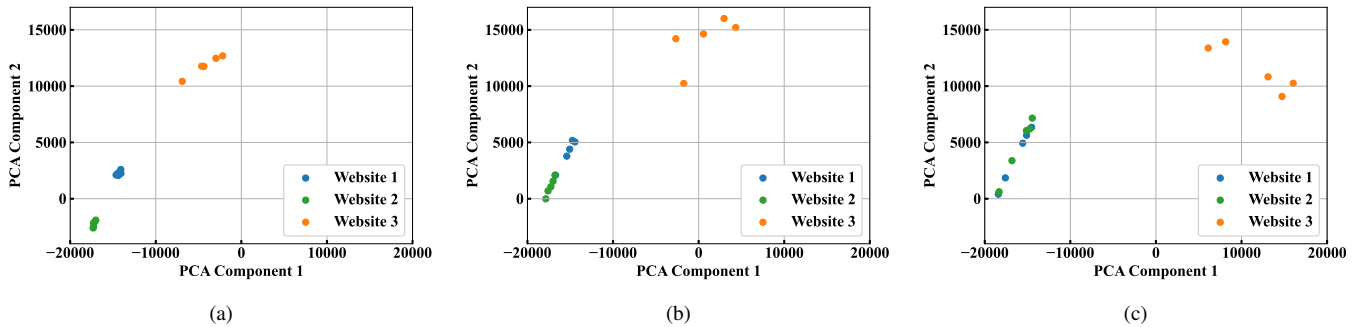 15000
10000
5000
0
PCA Component 2
Website 1
Website 2
Website 3
−20000 −10000 0 10000 20000
PCA Component 1
(a)
15000
10000
5000
0
PCA Component 2
Website 1
Website 2
Website 3
−20000 −10000 0 10000 20000
PCA Component 1
(b)
15000
10000
5000
0
PCA Component 2
Website 1
Website 2
Website 3
−20000 −10000 0 10000 20000
PCA Component 1
(c)